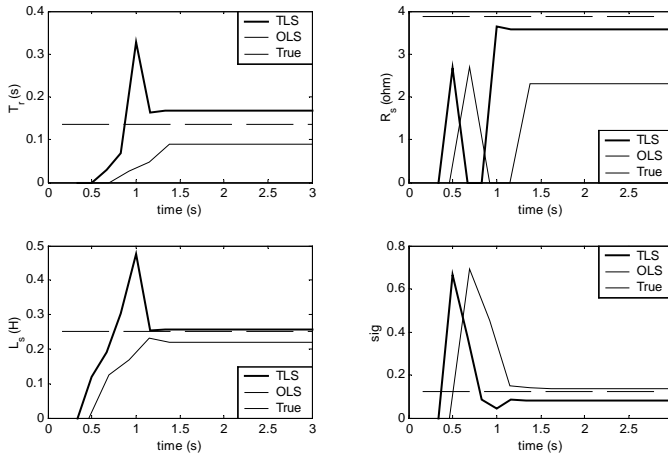 0.4
0.3
0.2
0.1
0
T_r (s)
TLS
OLS
True
0 0.5 1 1.5 2 2.5 3
time (s)
4
3
2
1
0
R_s (ohm)
TLS
OLS
True
0 0.5 1 1.5 2 2.5
time (s)
0.5
0.4
0.3
0.2
0.1
0
L_s (H)
TLS
OLS
True
0 0.5 1 1.5 2 2.5 3
time (s)
0.8
0.6
0.4
0.2
0
sig
TLS
OLS
True
0 0.5 1 1.5 2 2.5
time (s)